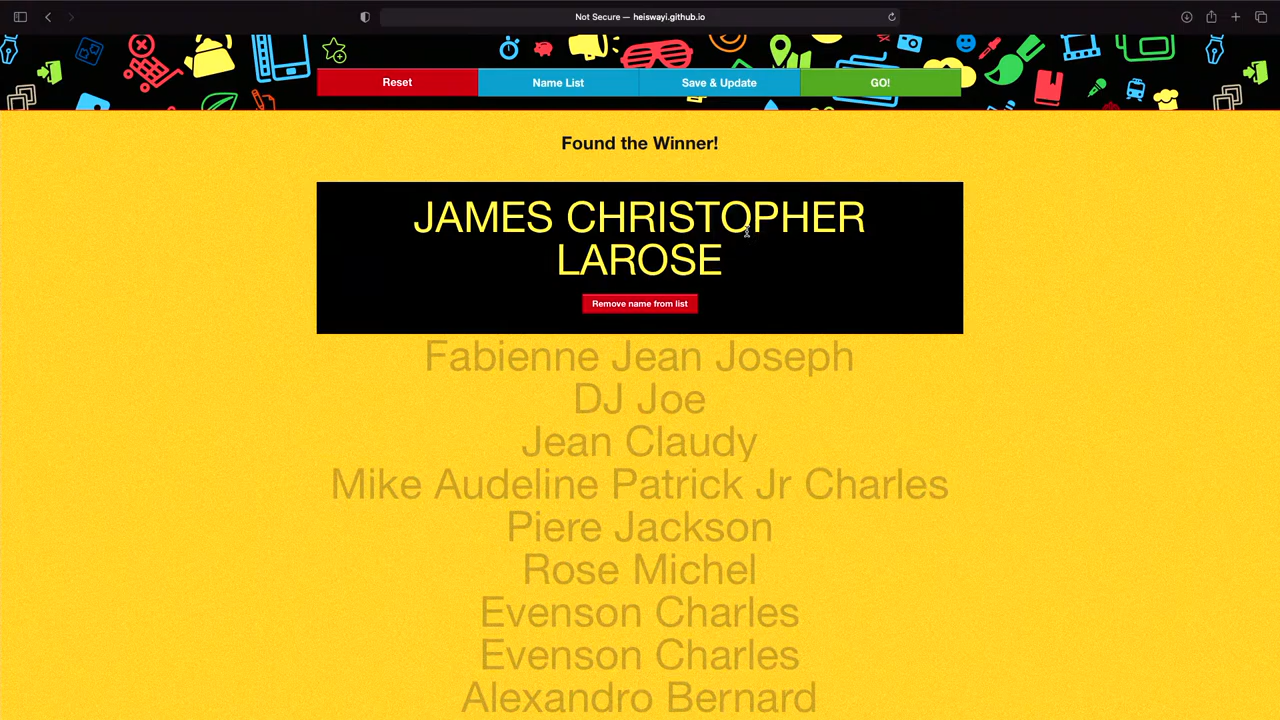 Not Secure — heiswayi.github.io
Reset
Name List
Save & Update
GO!
Found the Winner!
JAMES CHRISTOPHER
LAROSE
Remove name from list
Fabienne Jean Joseph
DJ Joe
Jean Claudy
Mike Audeline Patrick Jr Charles
Piere Jackson
Rose Michel
Evenson Charles
Evenson Charles
Alexandro Bernard